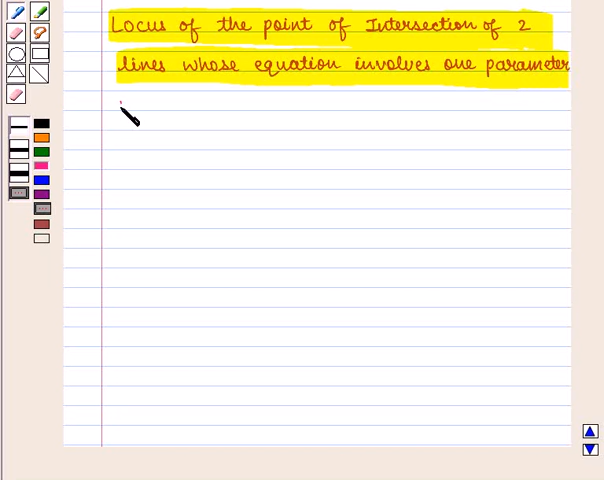 Locus of the point of Intersection of 2
lines whose equation involves one parameter